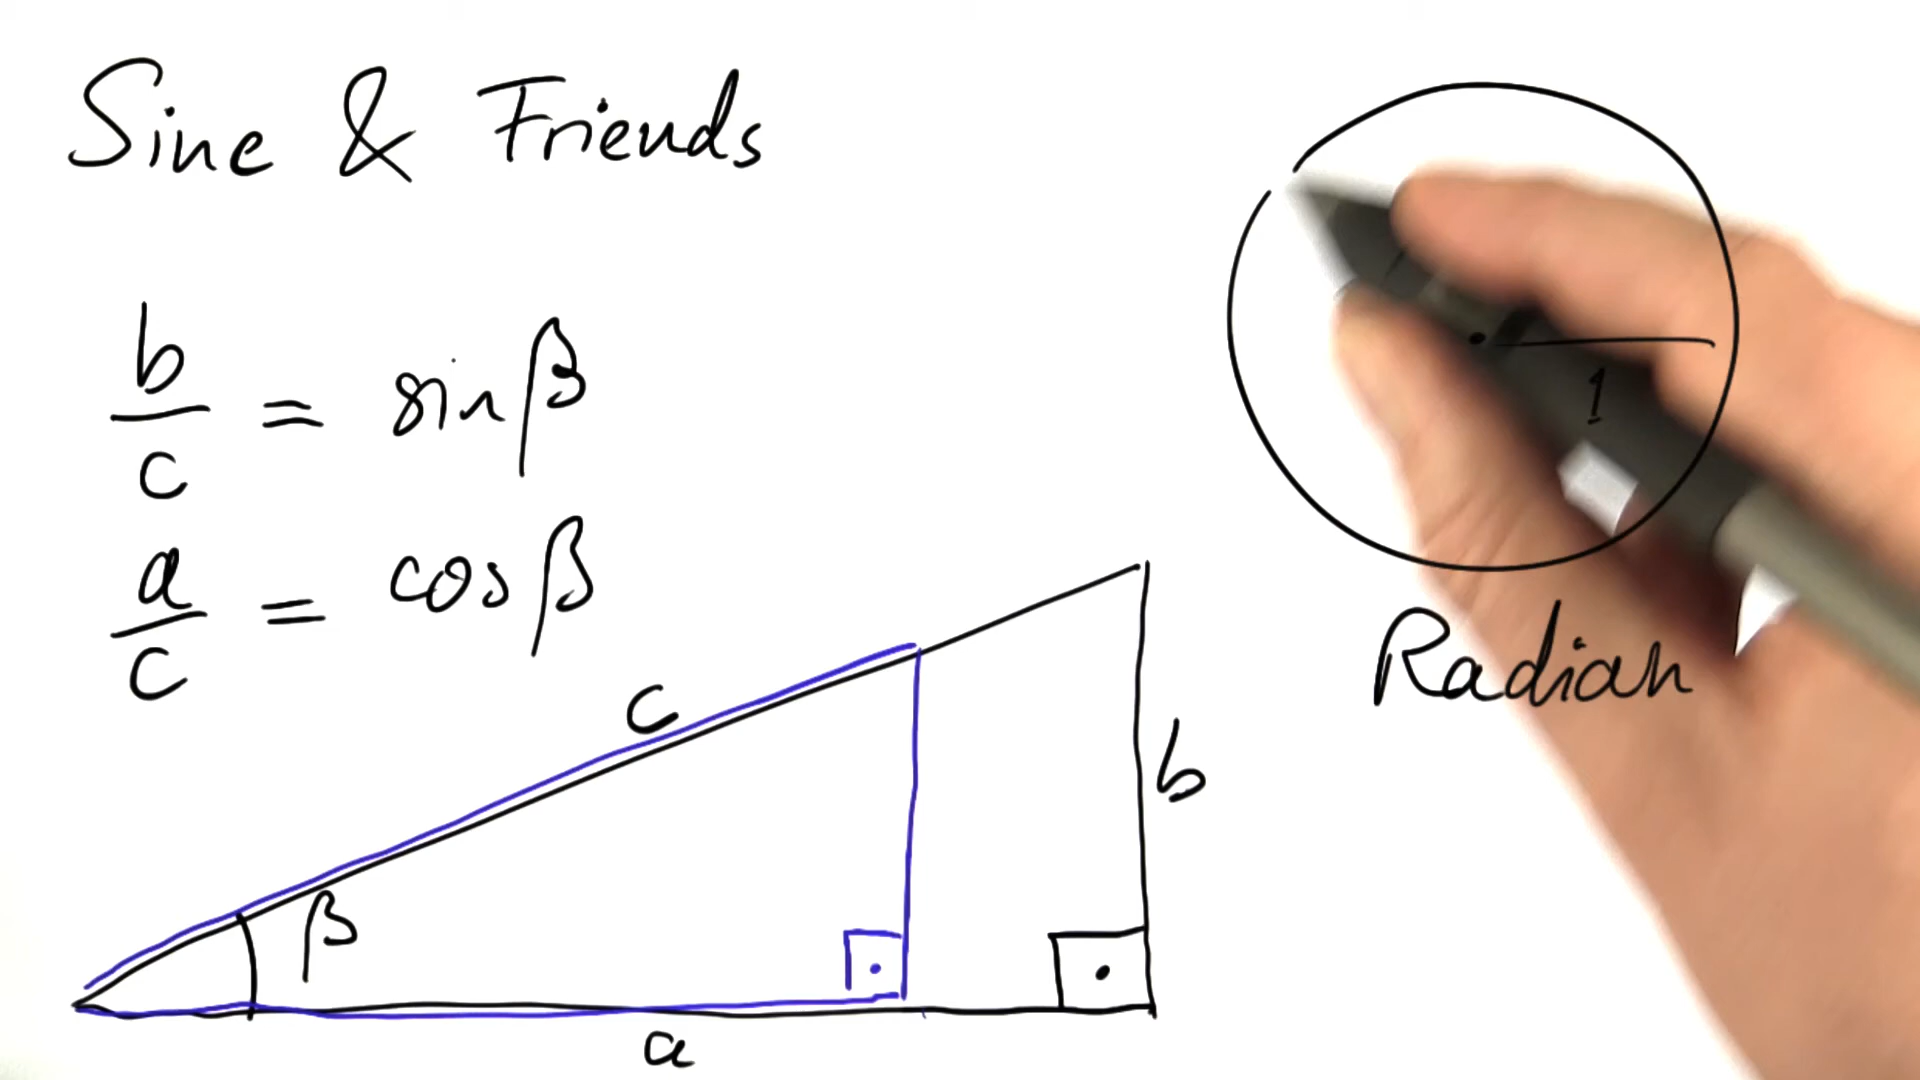 Sine & Friends
b/c = sin β
a/c = cos β
c
b
β
a
1
Radian